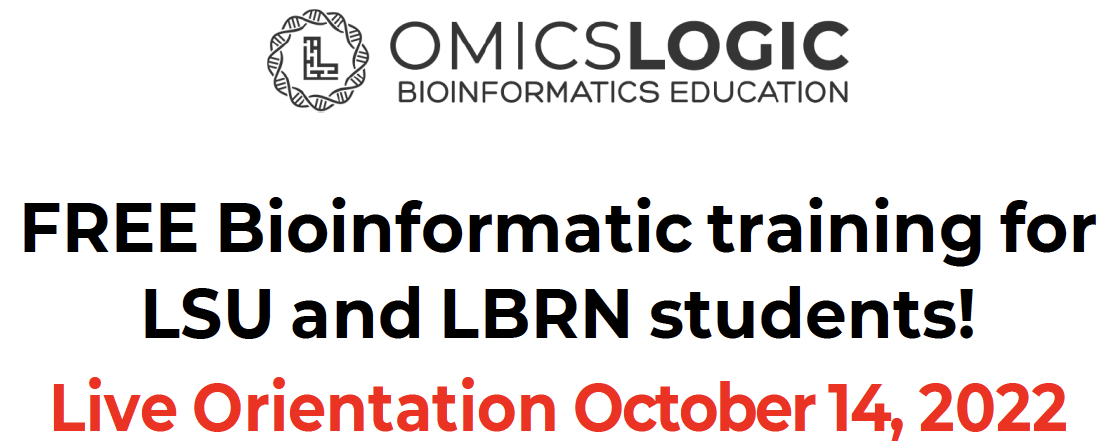 OMICSLOGIC
BIOINFORMATICS EDUCATION
FREE Bioinformatic training for
LSU and LBRN students!
Live Orientation October 14, 2022